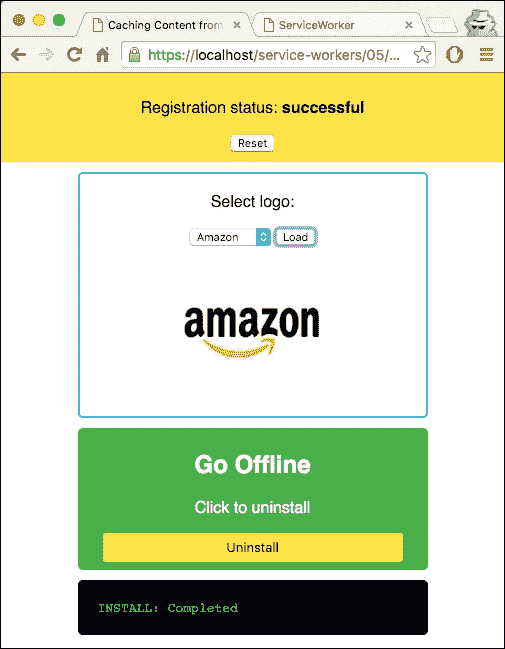 Caching Content from
ServiceWorker
https://localhost/service-workers/05/...
Registration status: successful
Reset
Select logo:
Amazon
Load
amazon
Go Offline
Click to uninstall
Uninstall
INSTALL: Completed